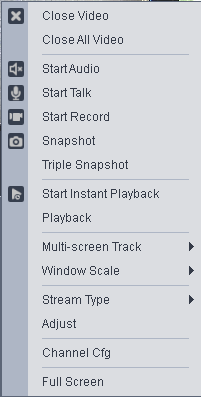 Close Video
Close All Video
Start Audio
Start Talk
Start Record
Snapshot
Triple Snapshot
Start Instant Playback
Playback
Multi-screen Track
Window Scale
Stream Type
Adjust
Channel Cfg
Full Screen